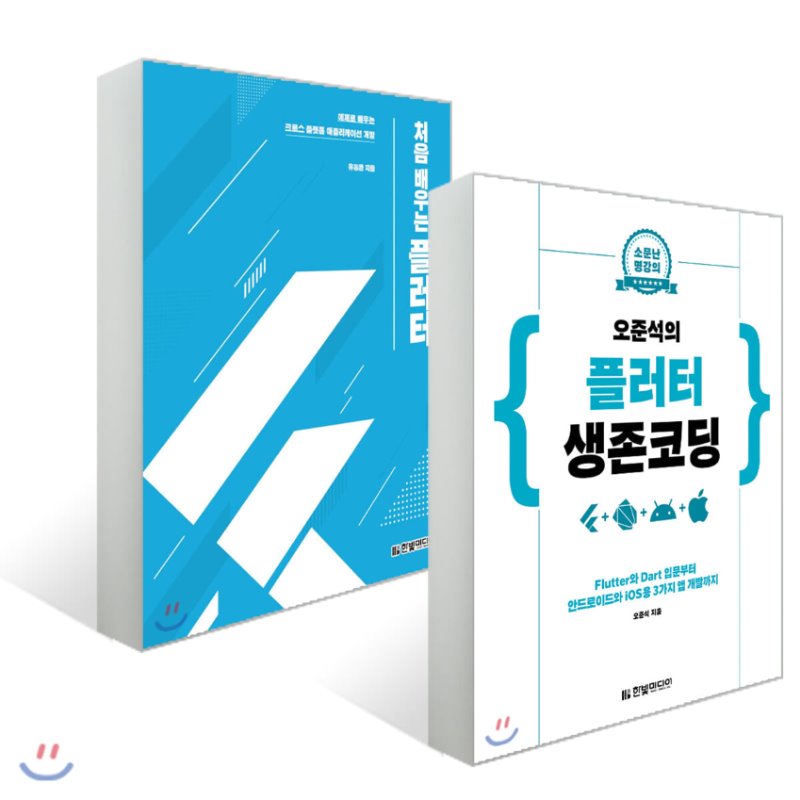 예제로 배우는
크로스 플랫폼 애플리케이션 개발
유동환 지음
처음 배우는 플러터
한빛미디어
소문난
명강의
오준석의
플러터
생존코딩
Flutter와 Dart 입문부터
안드로이드와 iOS용 3가지 앱 개발까지
오준석 지음
한빛미디어